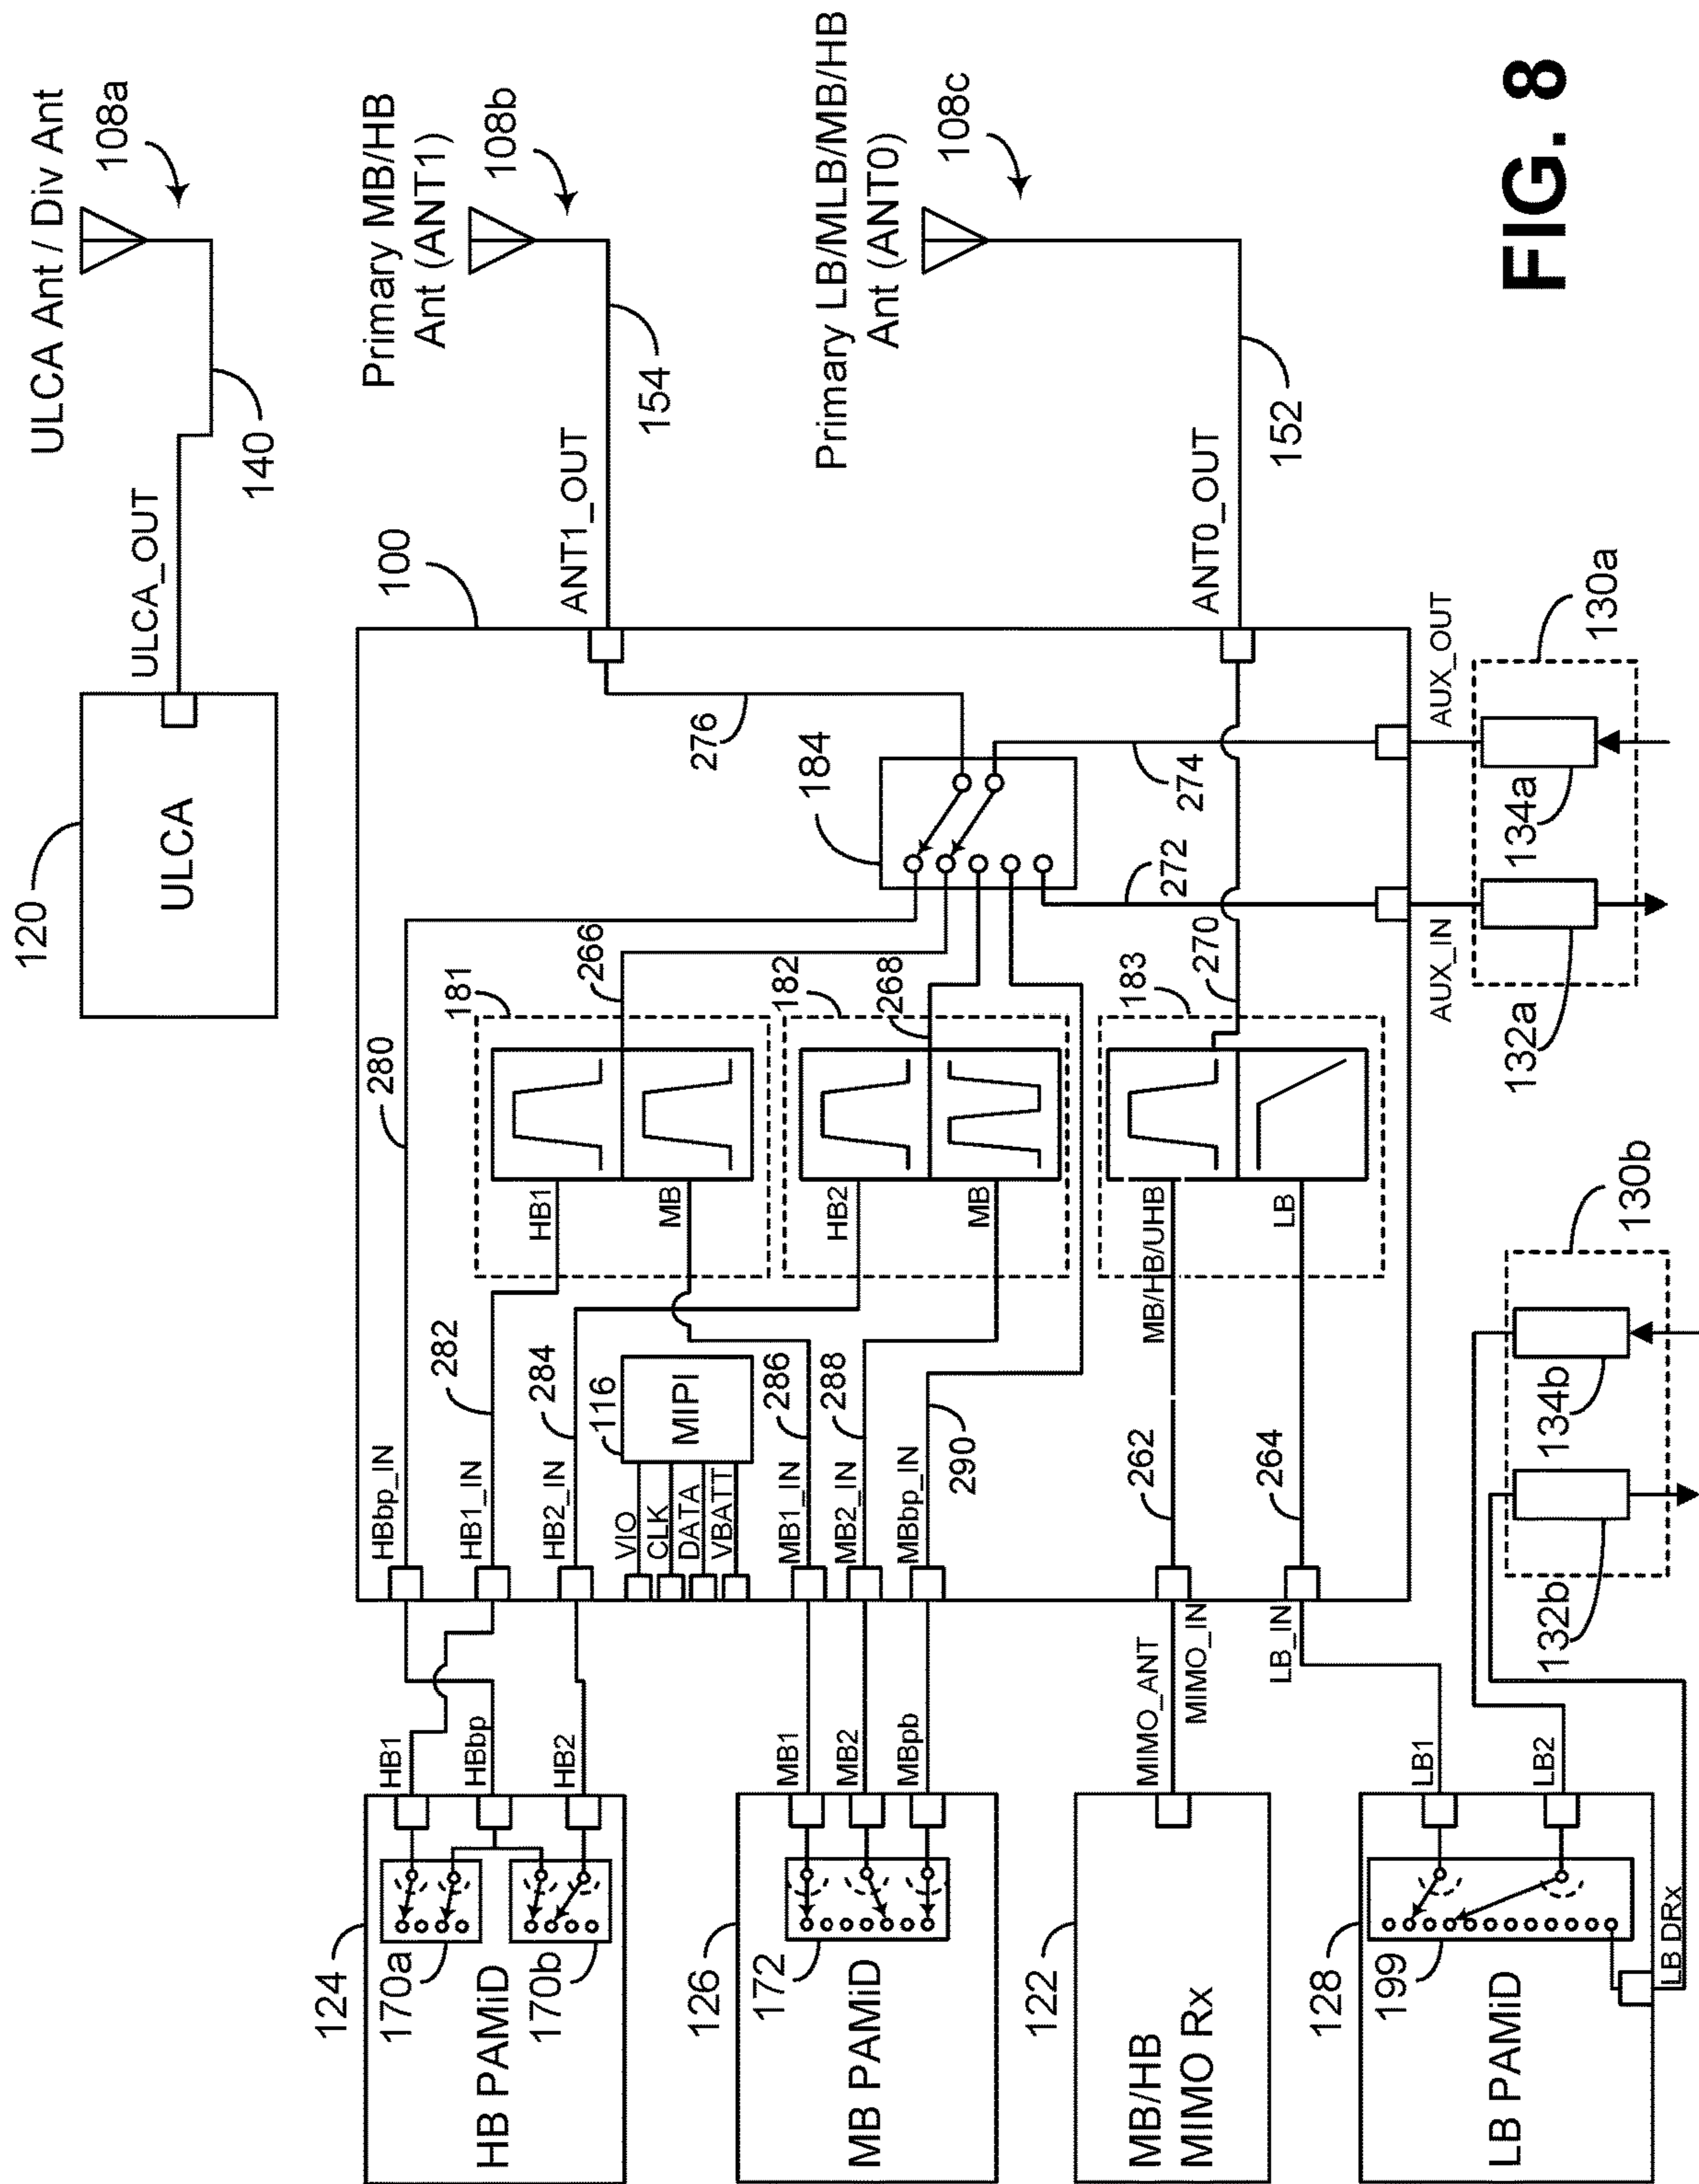 120
ULCA
ULCA_OUT
140
ULCA Ant / Div Ant
108a
Primary MB/HB
Ant (ANT1)
108b
154
ANT1_OUT
100
Primary LB/MLB/MB/HB
Ant (ANT0)
108c
152
ANT0_OUT
276
184
274
272
280
266
181
268
182
183
270
HB1
MB
HB2
MB
MB/HB/UHB
LB
282
284
116
MIPI
286
288
290
262
264
HBbp_IN
HB1_IN
HB2_IN
VIO
CLK
DATA
VBATT
MB1_IN
MB2_IN
MBbp_IN
MIMO_ANT
MIMO_IN
LB_IN
HB1
HBbp
HB2
MB1
MB2
MBpb
LB1
LB2
LB DRx
124
170a
170b
HB PAMiD
126
172
MB PAMiD
122
MB/HB
MIMO Rx
128
199
LB PAMiD
AUX_IN
AUX_OUT
130a
132a
134a
130b
132b
134b
FIG. 8